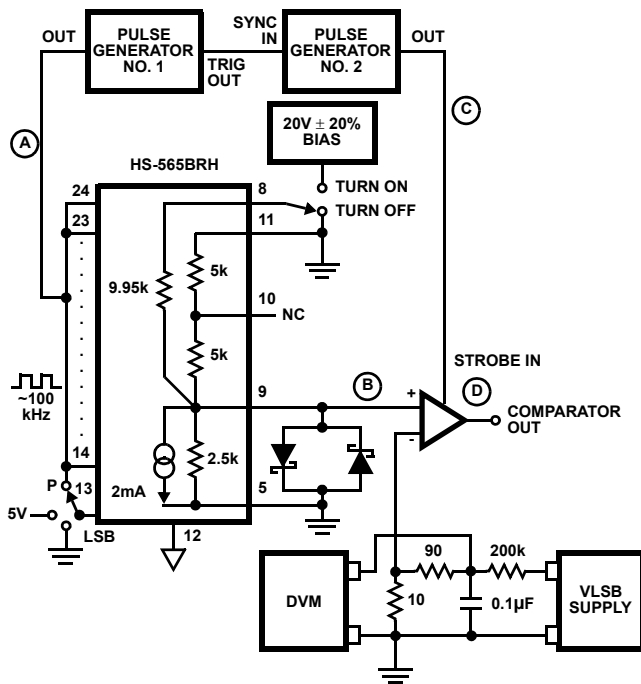 OUT
PULSE
GENERATOR
NO. 1
TRIG
OUT
SYNC
IN
PULSE
GENERATOR
NO. 2
OUT
A
C
20V ± 20%
BIAS
HS-565BRH
TURN ON
TURN OFF
24
23
8
11
9.95k
5k
10
NC
5k
~100
kHz
9
B
STROBE IN
+
-
D
COMPARATOR
OUT
14
2mA
2.5k
5
P
13
5V
LSB
12
DVM
90
200k
10
0.1µF
VLSB
SUPPLY